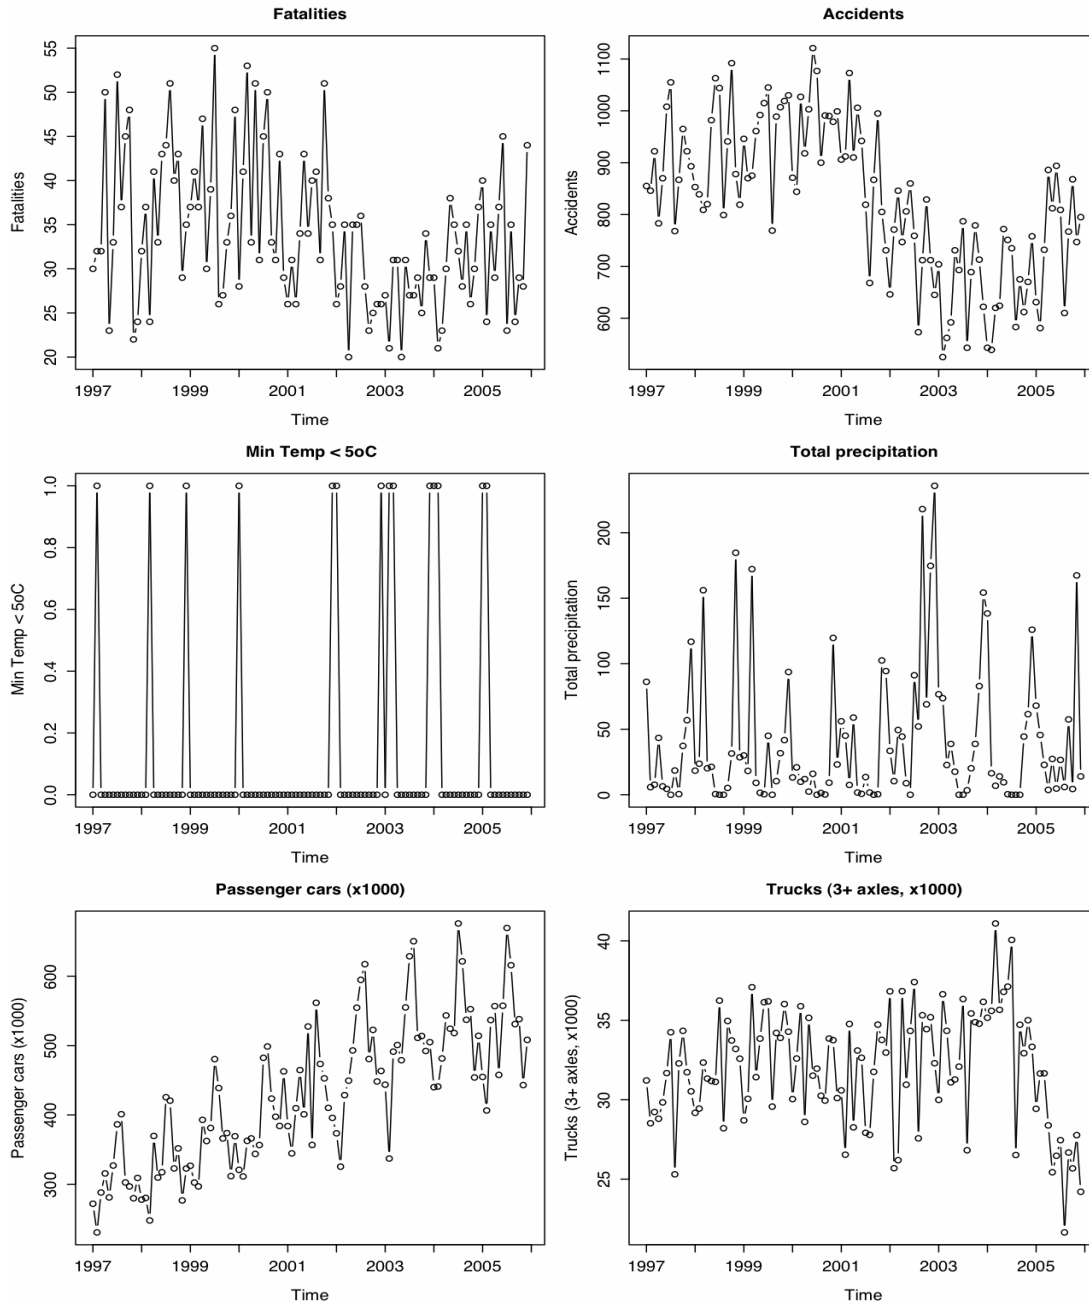 Fatalities
Fatalities
55
50
45
40
35
30
25
20
1997 1999 2001 2003 2005
Time
Accidents
Accidents
1100
1000
900
800
700
600
1997 1999 2001 2003 2005
Time
Min Temp < 5oC
Min Temp < 5oC
1.0
0.8
0.6
0.4
0.2
0.0
1997 1999 2001 2003 2005
Time
Total precipitation
Total precipitation
200
150
100
50
0
1997 1999 2001 2003 2005
Time
Passenger cars (x1000)
Passenger cars (x1000)
600
500
400
300
1997 1999 2001 2003 2005
Time
Trucks (3+ axles, x1000)
Trucks (3+ axles, x1000)
40
35
30
25
1997 1999 2001 2003 2005
Time